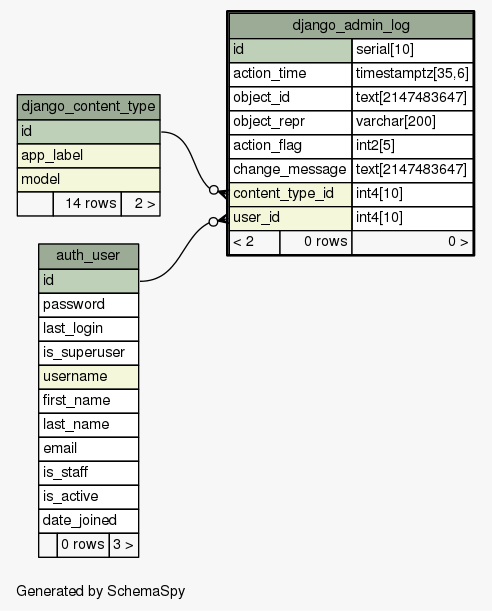 django_admin_log
id serial[10]
action_time timestamptz[35,6]
object_id text[2147483647]
object_repr varchar[200]
action_flag int2[5]
change_message text[2147483647]
content_type_id int4[10]
user_id int4[10]
< 2 0 rows 0 >
django_content_type
id
app_label
model
14 rows 2 >
auth_user
id
password
last_login
is_superuser
username
first_name
last_name
email
is_staff
is_active
date_joined
0 rows 3 >
Generated by SchemaSpy